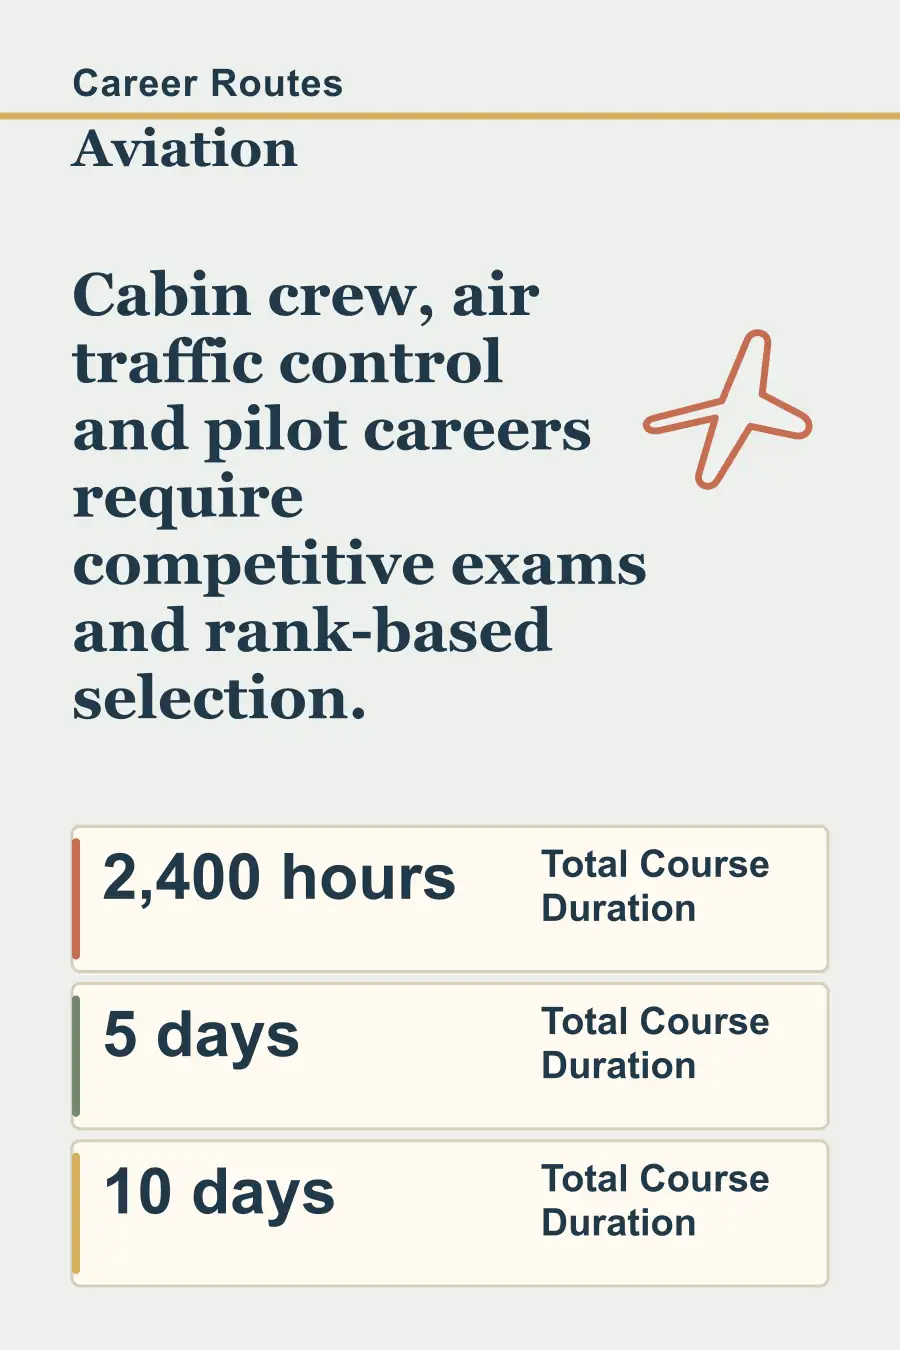 Career Routes
Aviation
Cabin crew, air
traffic control
and pilot careers
require
competitive exams
and rank-based
selection.
2,400 hours
Total Course
Duration
5 days
Total Course
Duration
10 days
Total Course
Duration